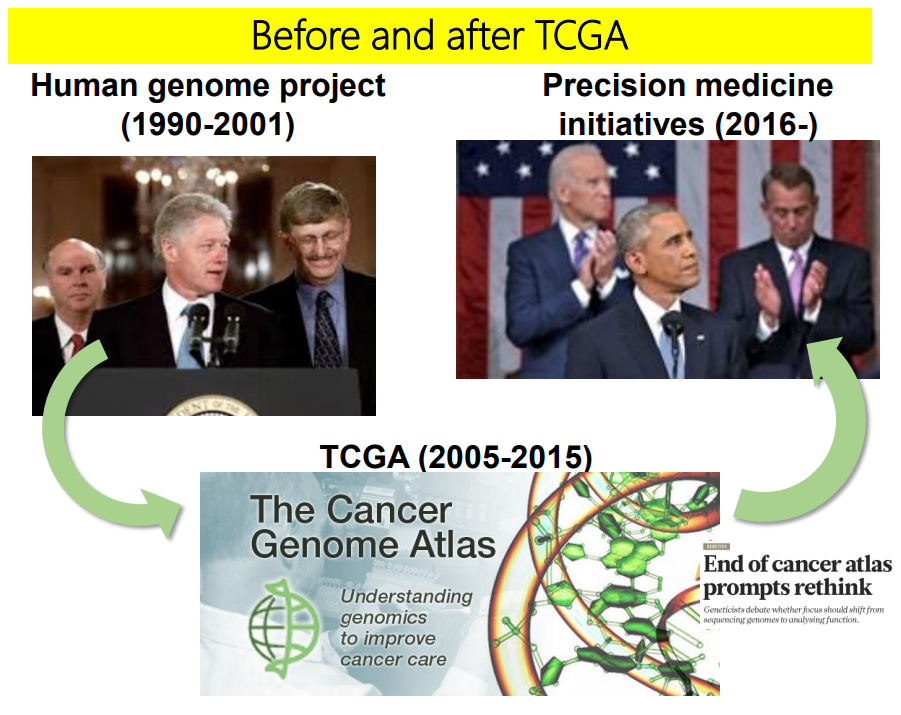 Before and after TCGA
Human genome project
(1990-2001)
Precision medicine
initiatives (2016-)
TCGA (2005-2015)
The Cancer
Genome Atlas
Understanding
genomics
to improve
cancer care
GENETICS
End of cancer atlas
prompts rethink
Geneticists debate whether focus should shift from
sequencing genomes to analysing function.